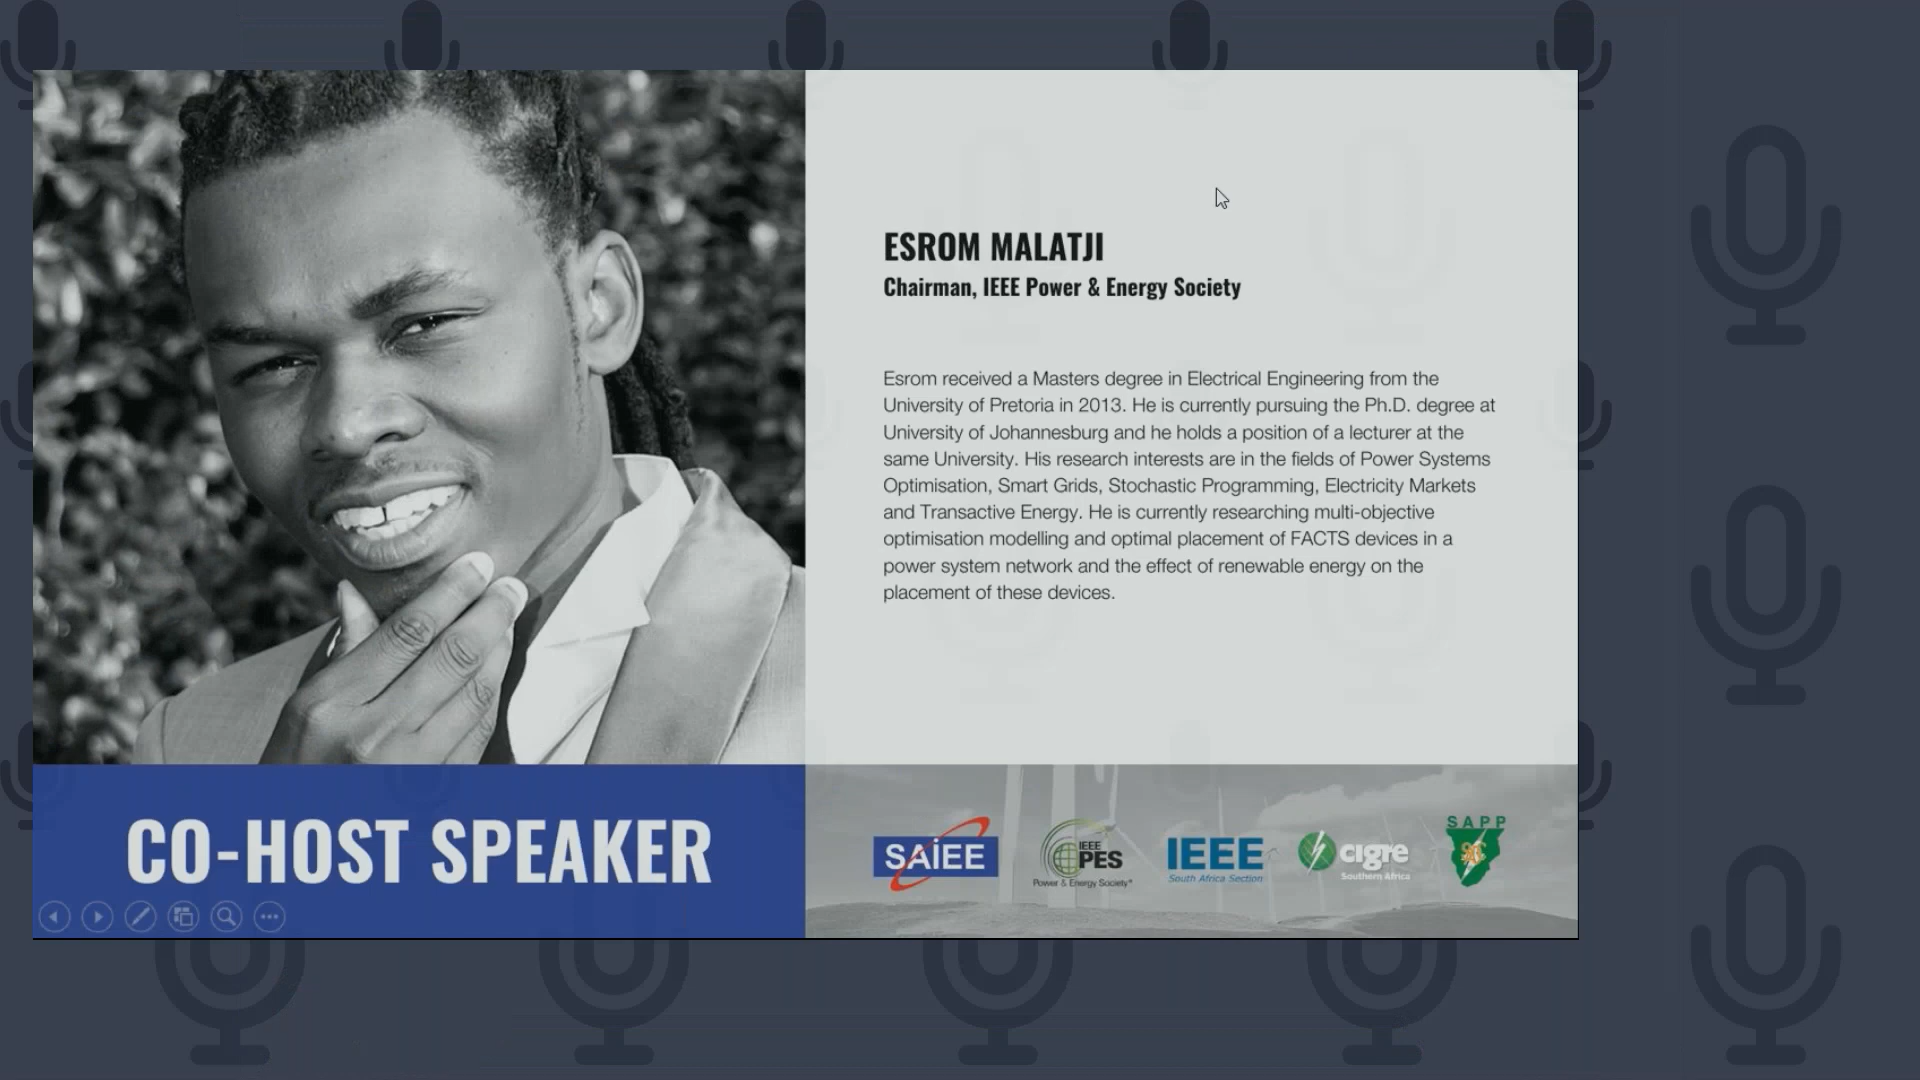 ESROM MALATJI
Chairman, IEEE Power & Energy Society
Esrom received a Masters degree in Electrical Engineering from the
University of Pretoria in 2013. He is currently pursuing the Ph.D. degree at
University of Johannesburg and he holds a position of a lecturer at the
same University. His research interests are in the fields of Power Systems
Optimisation, Smart Grids, Stochastic Programming, Electricity Markets
and Transactive Energy. He is currently researching multi-objective
optimisation modelling and optimal placement of FACTS devices in a
power system network and the effect of renewable energy on the
placement of these devices.
CO-HOST SPEAKER
SAIEE
IEEE
PES
Power & Energy Society®
IEEE
South Africa Section
cigre
Southern Africa
SAPP